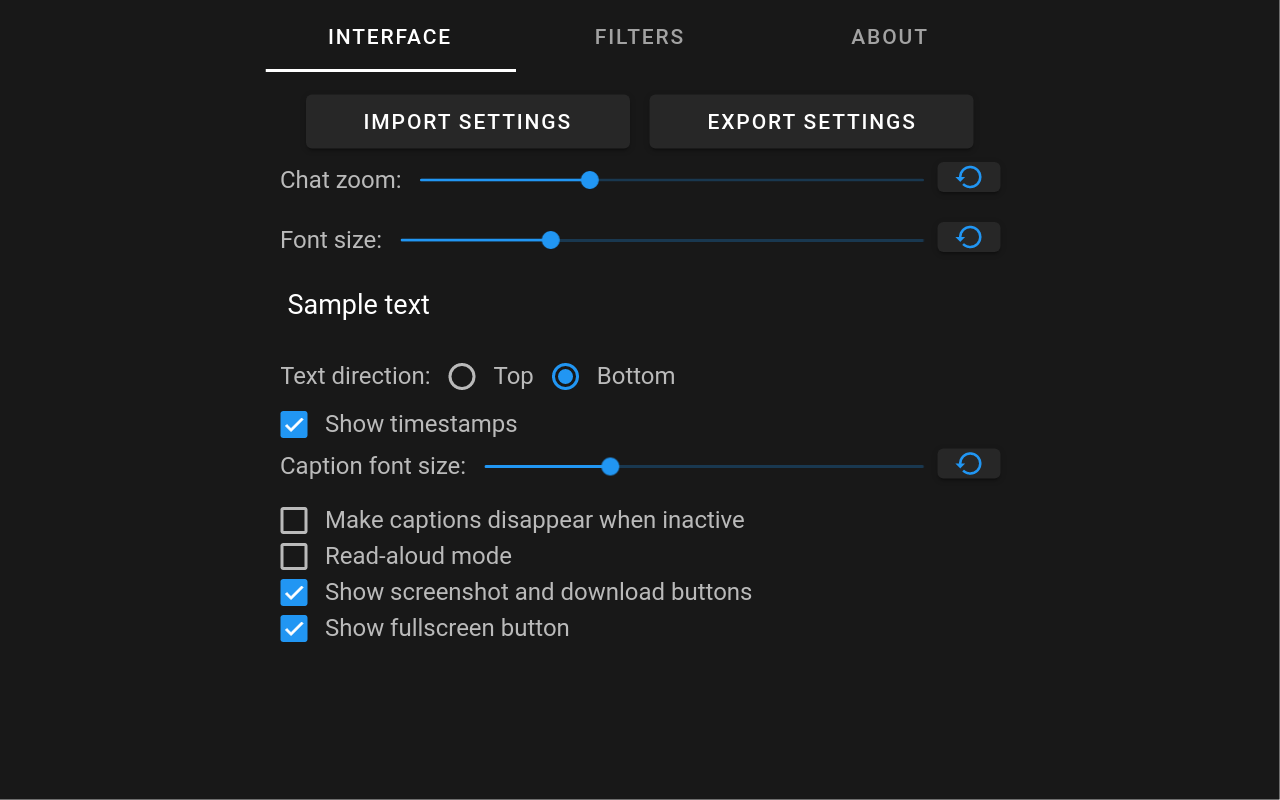 INTERFACE FILTERS ABOUT
IMPORT SETTINGS EXPORT SETTINGS
Chat zoom:
Font size:
Sample text
Text direction: Top Bottom
Show timestamps
Caption font size:
Make captions disappear when inactive
Read-aloud mode
Show screenshot and download buttons
Show fullscreen button